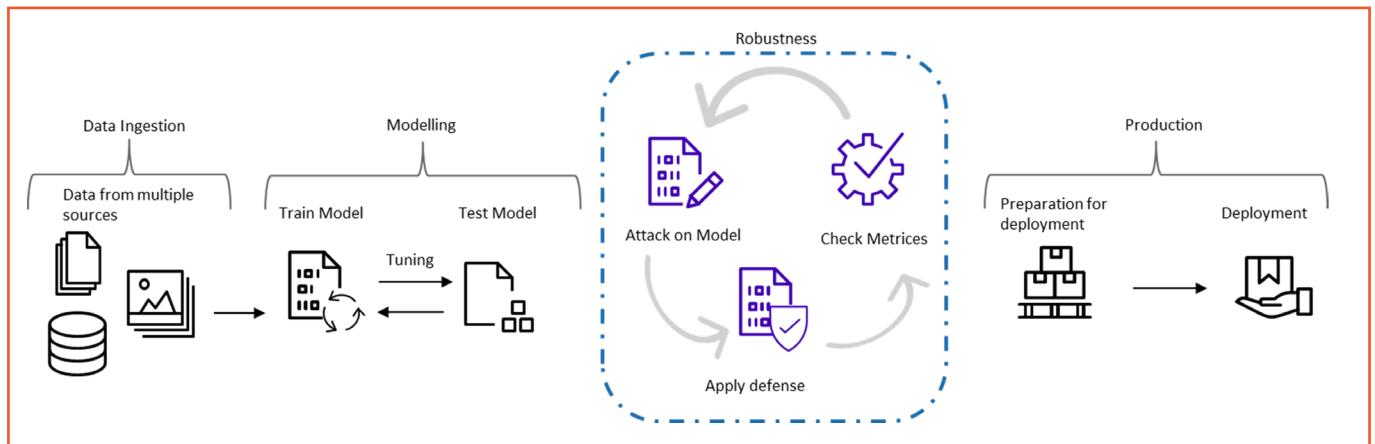 Robustness
Data Ingestion
Modelling
Production
Data from multiple
sources
Train Model
Test Model
Tuning
Attack on Model
Check Metrices
Apply defense
Preparation for
deployment
Deployment